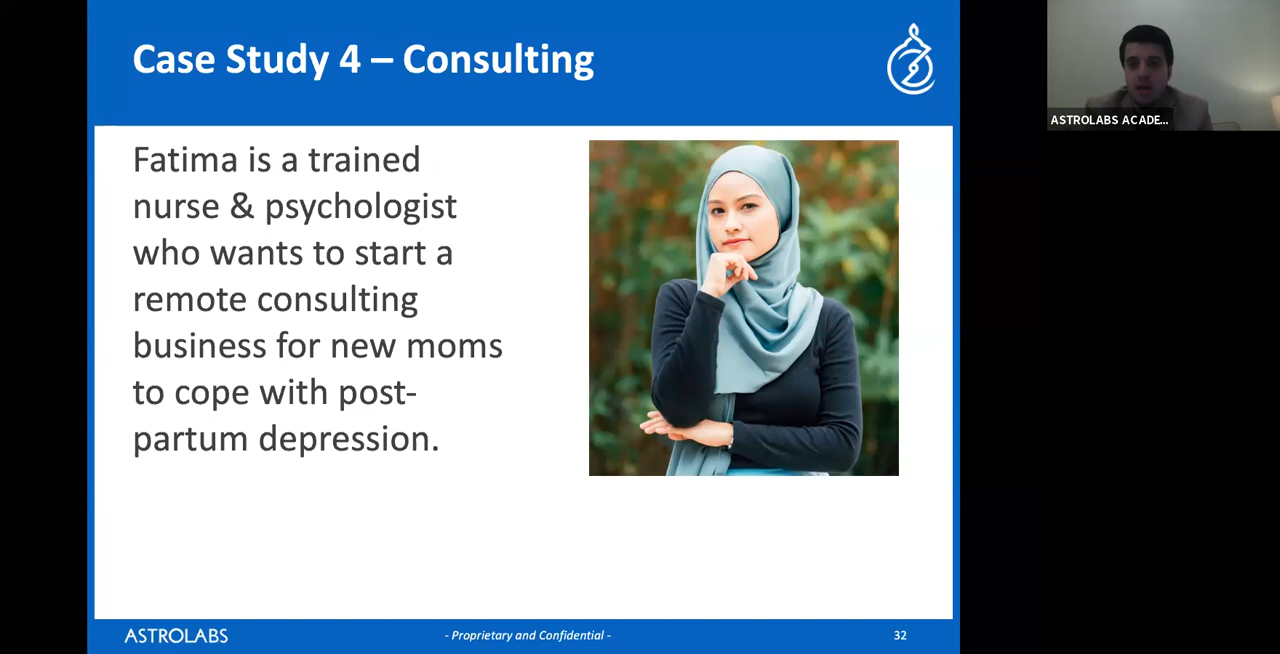 Case Study 4 – Consulting
Fatima is a trained
nurse & psychologist
who wants to start a
remote consulting
business for new moms
to cope with post-
partum depression.
ASTROLABS
- Proprietary and Confidential -
32
ASTROLABS ACADE...